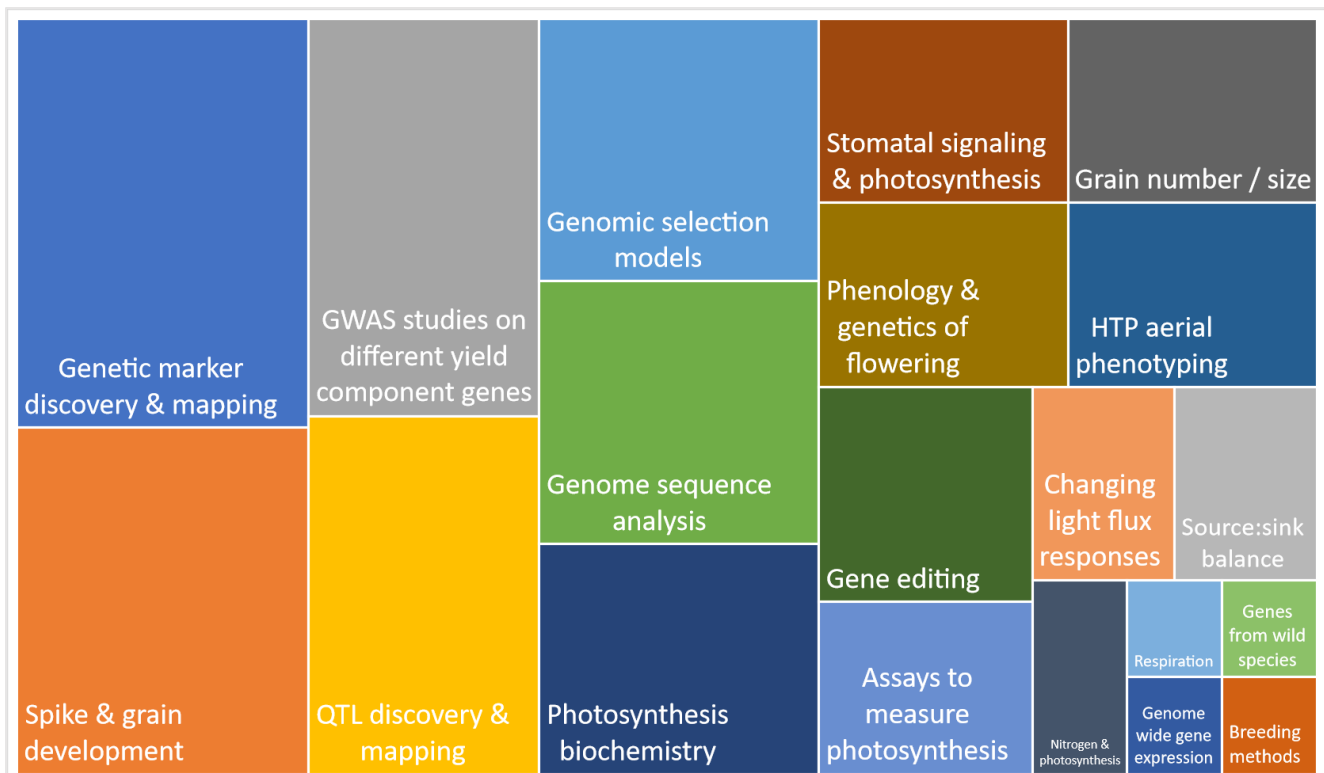 Genetic marker
discovery & mapping
Spike & grain
development
GWAS studies on
different yield
component genes
QTL discovery &
mapping
Genomic selection
models
Genome sequence
analysis
Photosynthesis
biochemistry
Stomatal signaling
& photosynthesis
Grain number / size
Phenology &
genetics of
flowering
HTP aerial
phenotyping
Gene editing
Assays to
measure
photosynthesis
Changing
light flux
responses
Source:sink
balance
Nitrogen &
photosynthesis
Respiration
Genes
from wild
species
Genome
wide gene
expression
Breeding
methods